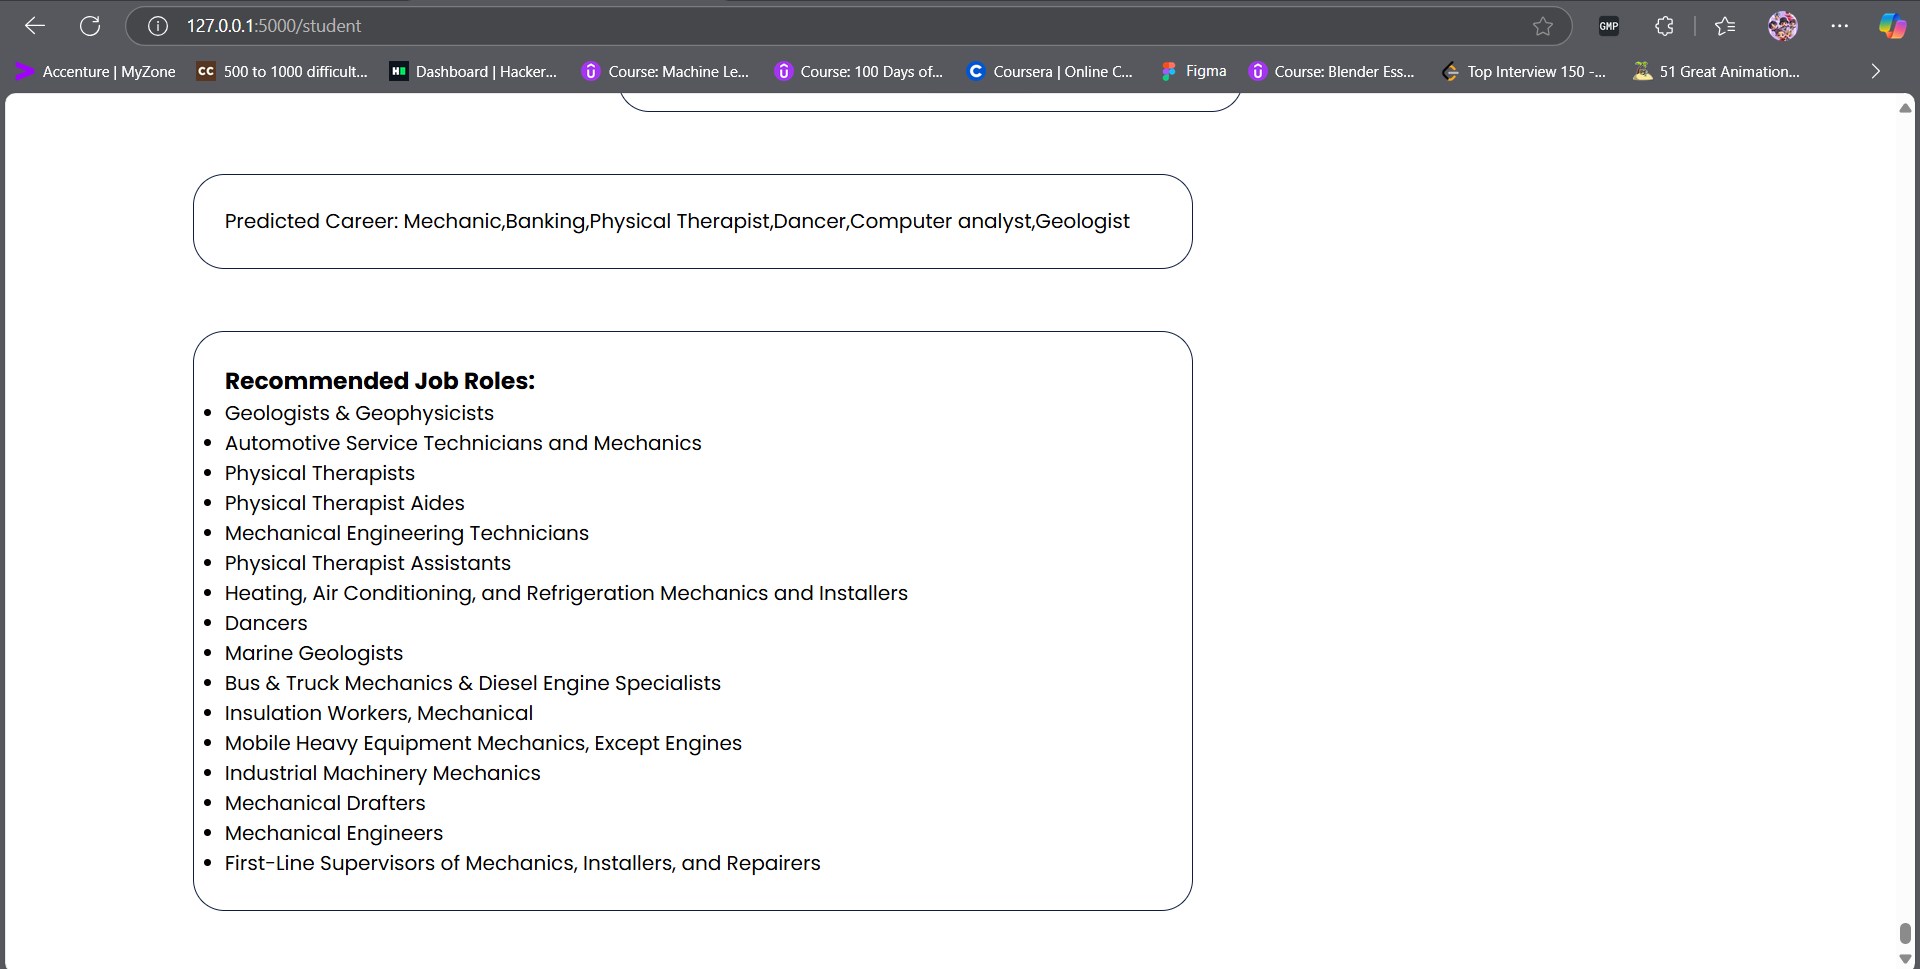 127.0.0.1:5000/student
GMP
Accenture | MyZone
CC 500 to 1000 difficult...
H Dashboard | Hacker...
Course: Machine Le...
Course: 100 Days of...
C Coursera | Online C...
Figma
Course: Blender Ess...
Top Interview 150 -...
51 Great Animation...
Predicted Career: Mechanic,Banking,Physical Therapist,Dancer,Computer analyst,Geologist
Recommended Job Roles:
• Geologists & Geophysicists
• Automotive Service Technicians and Mechanics
• Physical Therapists
• Physical Therapist Aides
• Mechanical Engineering Technicians
• Physical Therapist Assistants
• Heating, Air Conditioning, and Refrigeration Mechanics and Installers
• Dancers
• Marine Geologists
• Bus & Truck Mechanics & Diesel Engine Specialists
• Insulation Workers, Mechanical
• Mobile Heavy Equipment Mechanics, Except Engines
• Industrial Machinery Mechanics
• Mechanical Drafters
• Mechanical Engineers
• First-Line Supervisors of Mechanics, Installers, and Repairers